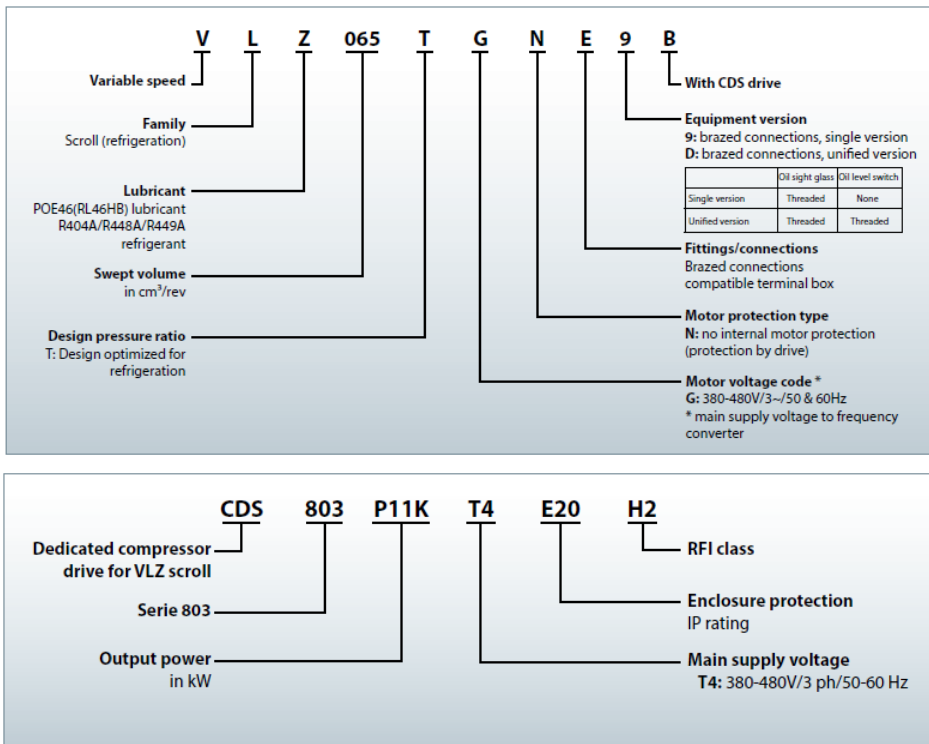 V L Z 065 T G N E 9 B
Variable speed
Family
Scroll (refrigeration)
Lubricant
POE46(RL46HB) lubricant
R404A/R448A/R449A
refrigerant
Swept volume
in cm³/rev
Design pressure ratio
T: Design optimized for
refrigeration
With CDS drive
Equipment version
9: brazed connections, single version
D: brazed connections, unified version
Oil sight glass Oil level switch
Single version Threaded None
Unified version Threaded Threaded
Fittings/connections
Brazed connections
compatible terminal box
Motor protection type
N: no internal motor protection
(protection by drive)
Motor voltage code *
G: 380-480V/3~/50 & 60Hz
* main supply voltage to frequency
converter
CDS 803 P11K T4 E20 H2
Dedicated compressor
drive for VLZ scroll
Serie 803
Output power
in kW
RFI class
Enclosure protection
IP rating
Main supply voltage
T4: 380-480V/3 ph/50-60 Hz